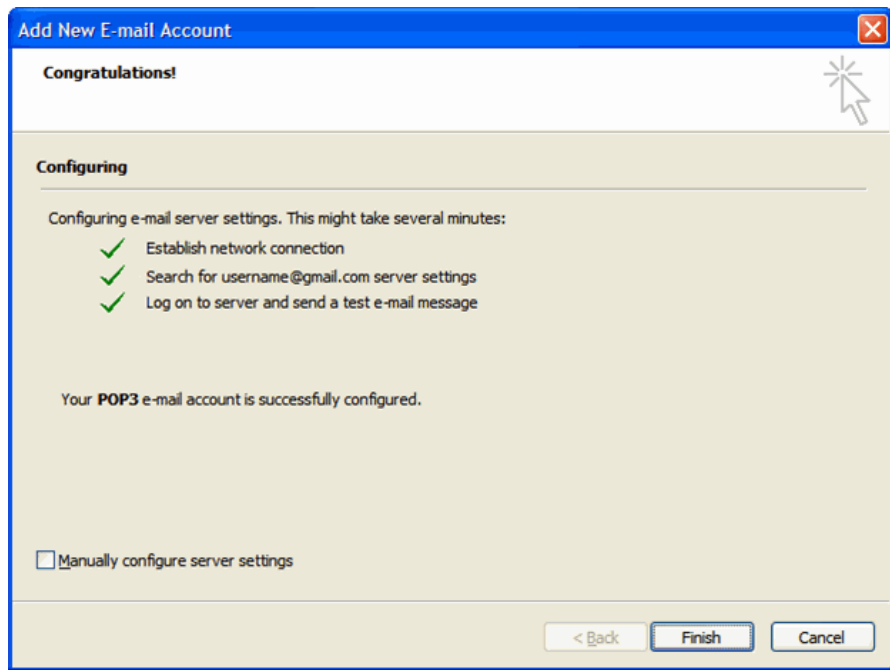 Add New E-mail Account
Congratulations!
Configuring
Configuring e-mail server settings. This might take several minutes:
Establish network connection
Search for username@gmail.com server settings
Log on to server and send a test e-mail message
Your POP3 e-mail account is successfully configured.
Manually configure server settings
< Back Finish Cancel